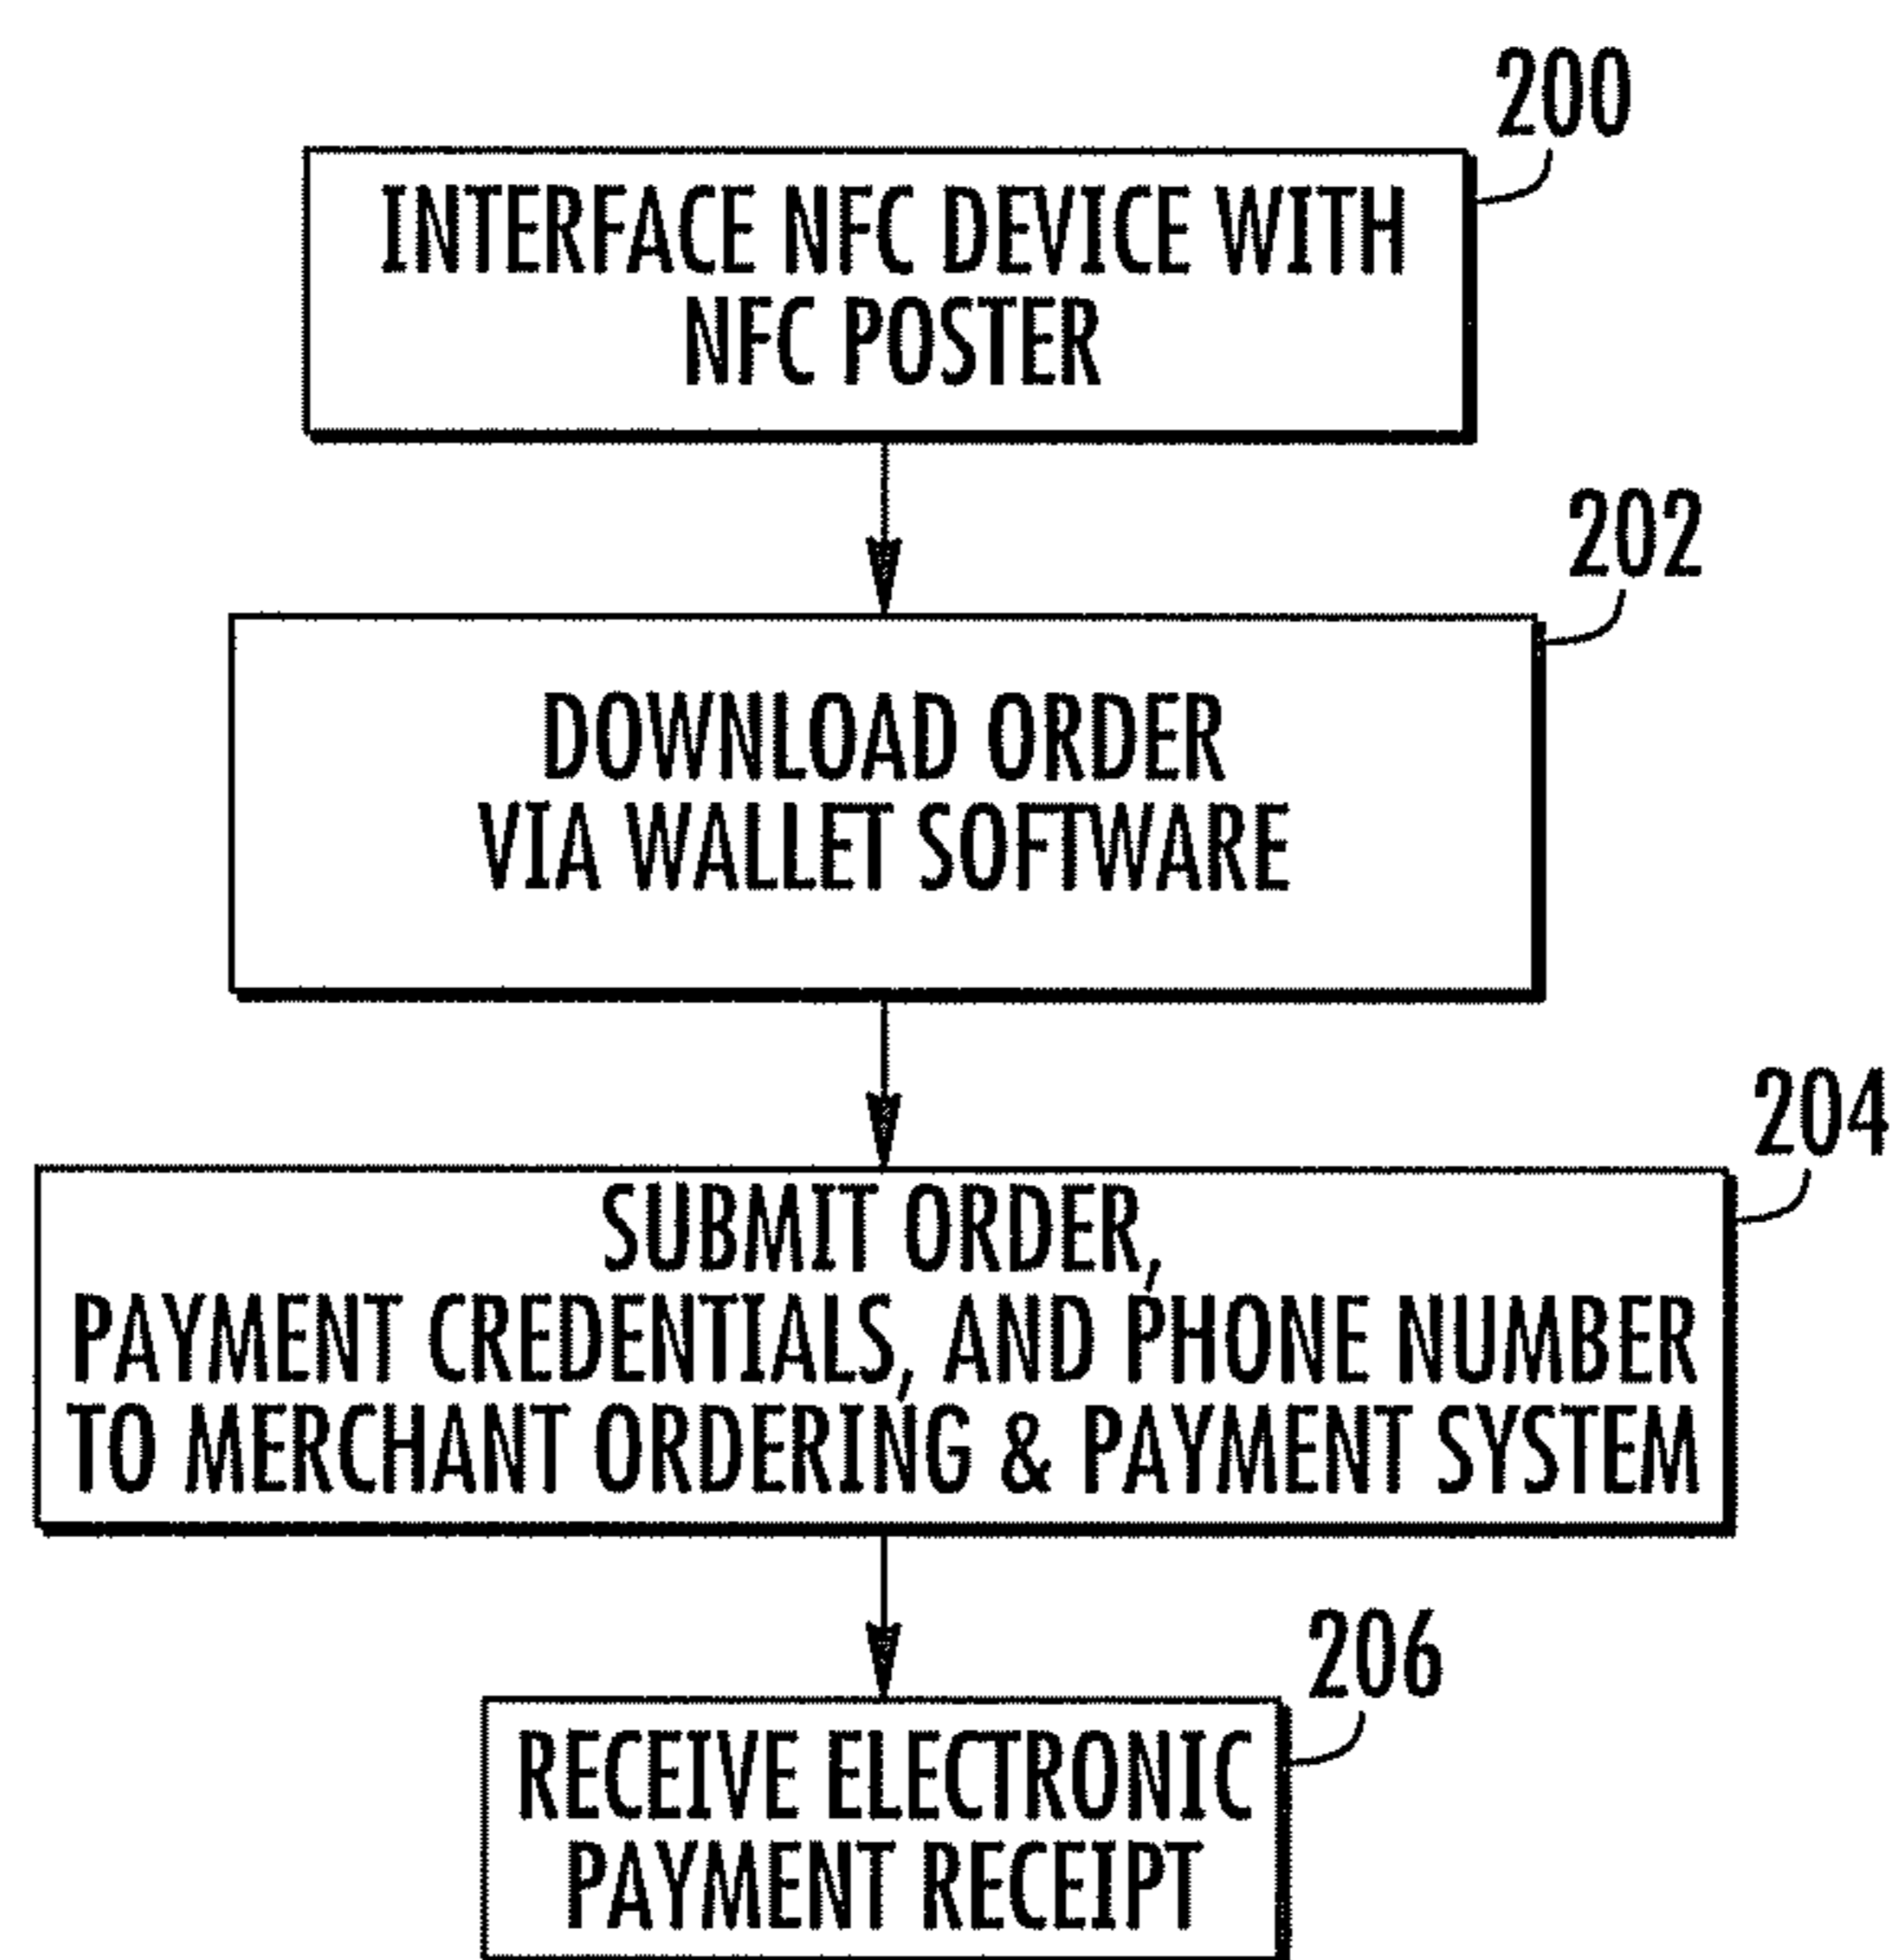 200
INTERFACE NFC DEVICE WITH
NFC POSTER
202
DOWNLOAD ORDER
VIA WALLET SOFTWARE
204
SUBMIT ORDER,
PAYMENT CREDENTIALS, AND PHONE NUMBER
TO MERCHANT ORDERING & PAYMENT SYSTEM
206
RECEIVE ELECTRONIC
PAYMENT RECEIPT